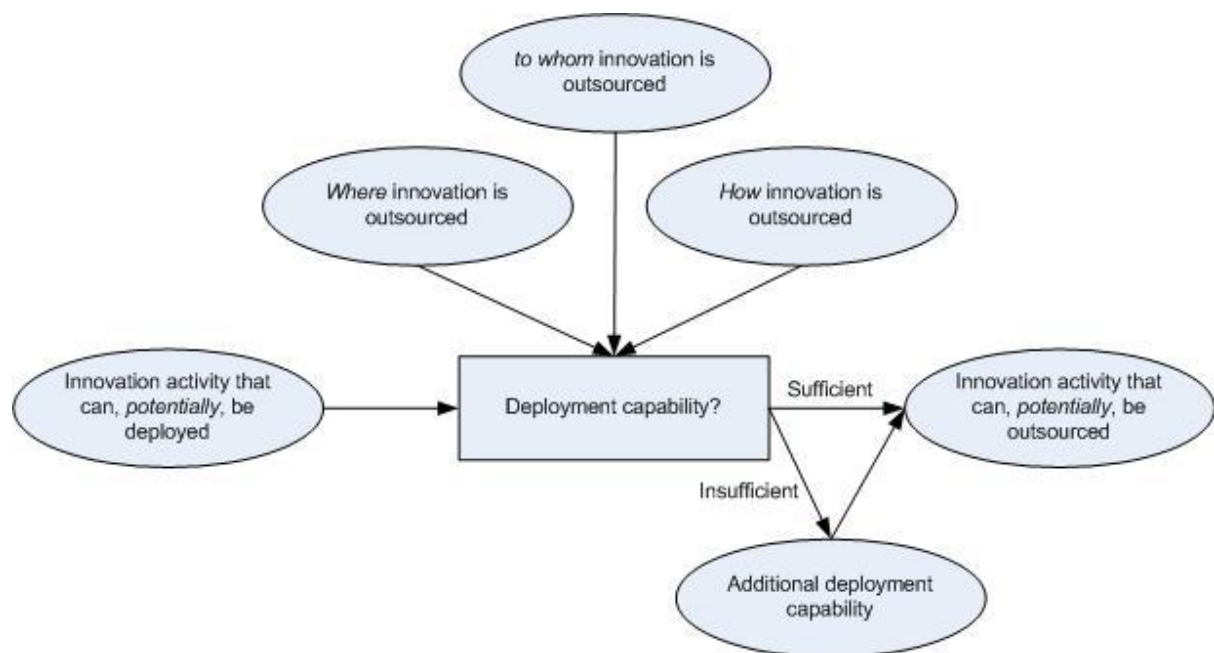 to whom innovation is
outsourced
Where innovation is
outsourced
How innovation is
outsourced
Innovation activity that
can, potentially, be
deployed
Deployment capability?
Sufficient
Innovation activity that
can, potentially, be
outsourced
Insufficient
Additional deployment
capability